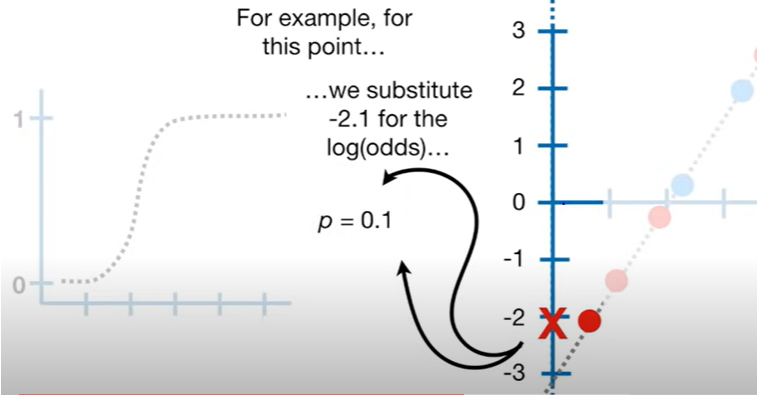 For example, for
this point…
…we substitute
-2.1 for the
log(odds)…
p = 0.1
1
0
3
2
1
0
-1
-2
X
-3